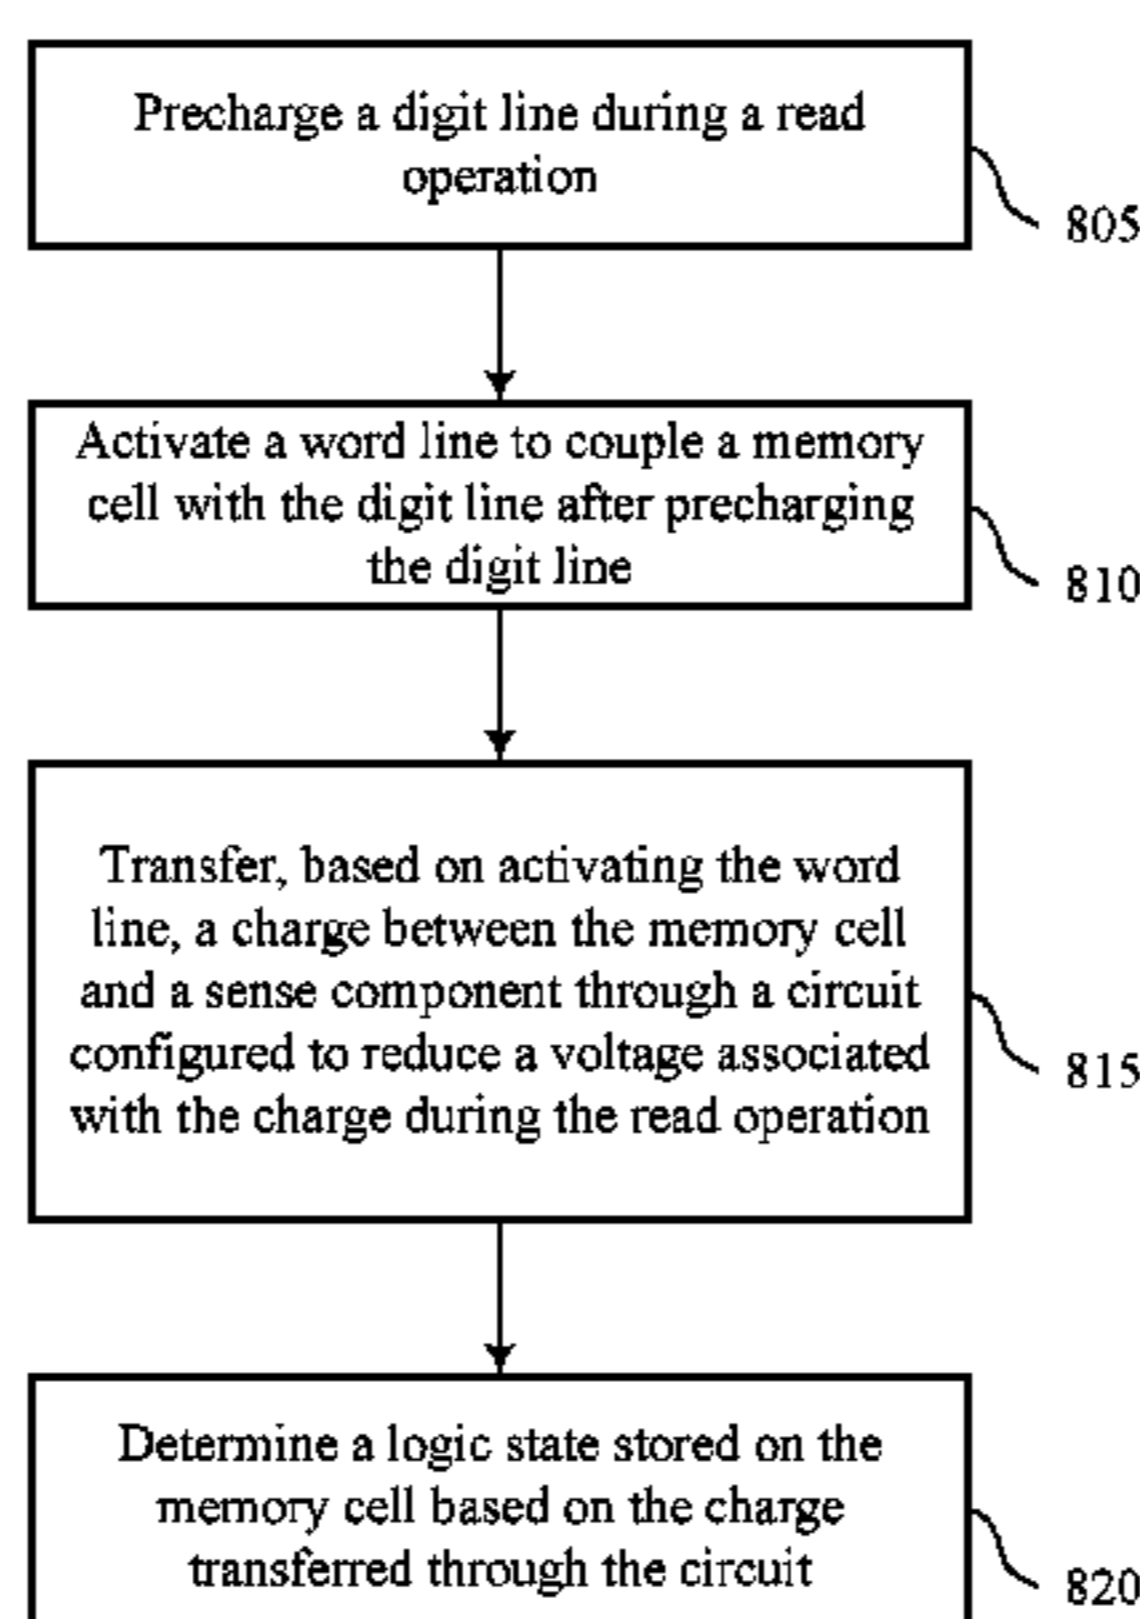 Precharge a digit line during a read
operation
805
Activate a word line to couple a memory
cell with the digit line after precharging
the digit line
810
Transfer, based on activating the word
line, a charge between the memory cell
and a sense component through a circuit
configured to reduce a voltage associated
with the charge during the read operation
815
Determine a logic state stored on the
memory cell based on the charge
transferred through the circuit
820